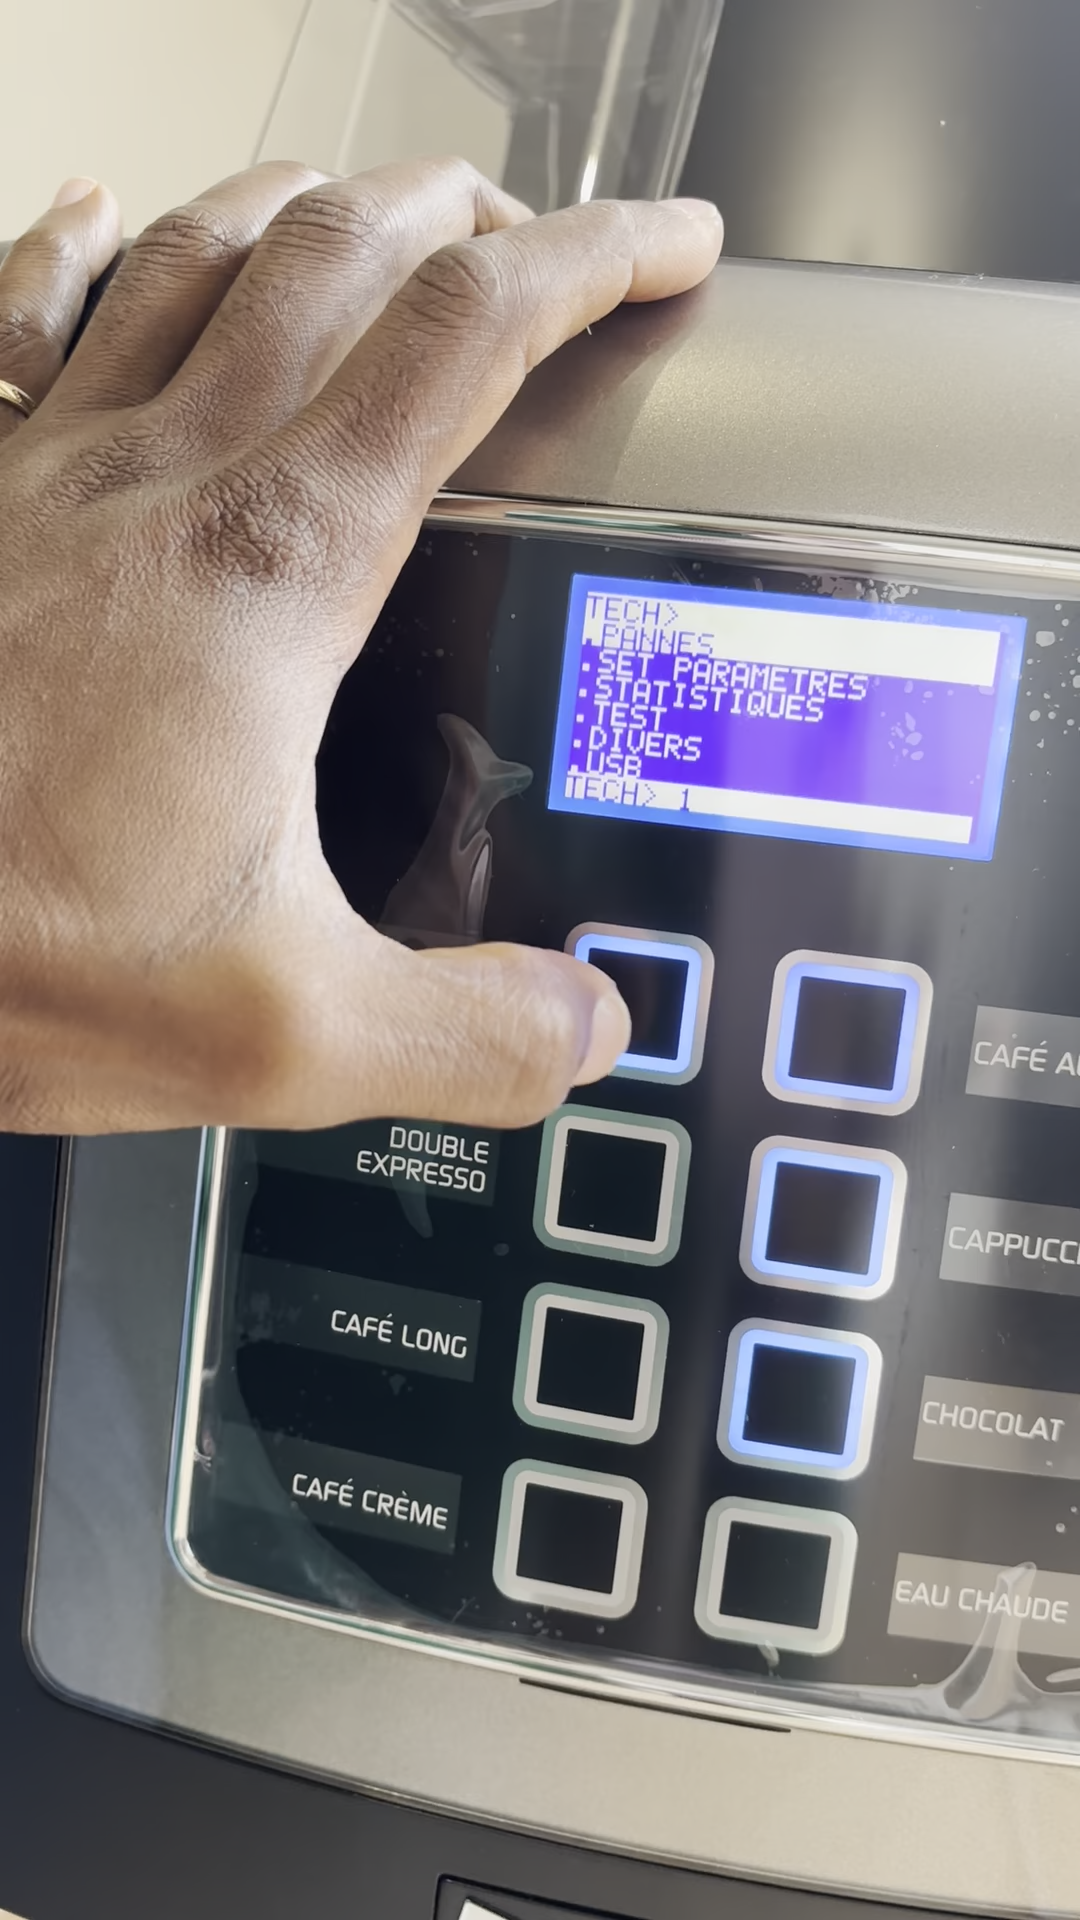 TECH>
.PANNES
.SET PARAMETRES
.STATISTIQUES
.TEST
.DIVERS
.USB
TECH> 1
CAFÉ
DOUBLE
EXPRESSO
CAFÉ LONG
CHOCOLAT
CAFÉ CRÈME
EAU CHAUDE